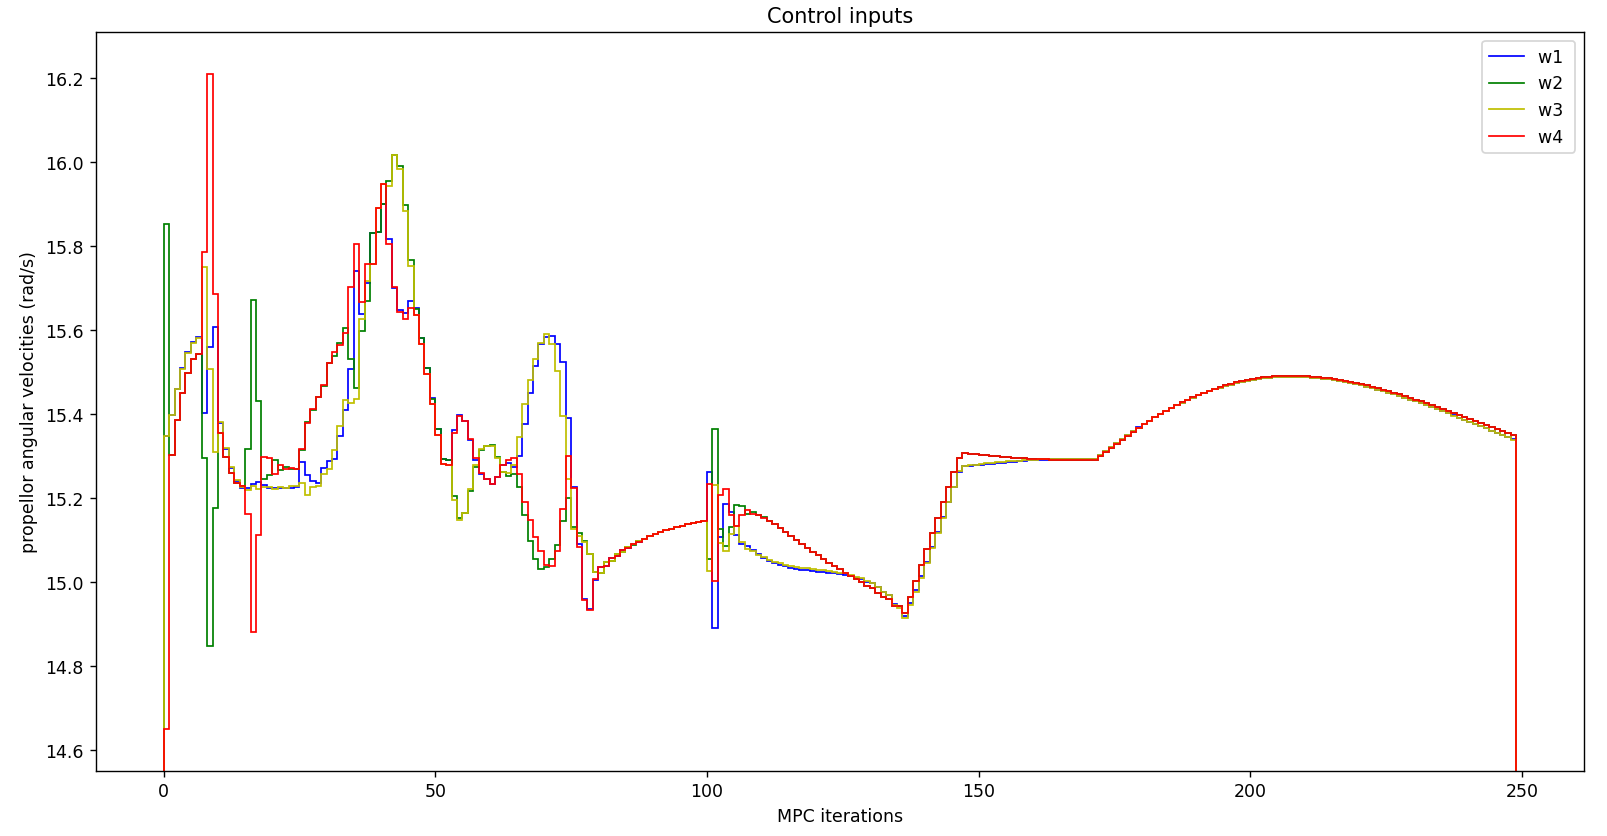 Control inputs
w1
w2
w3
w4
propellor angular velocities (rad/s)
16.2
16.0
15.8
15.6
15.4
15.2
15.0
14.8
14.6
0
50
100
150
200
250
MPC iterations